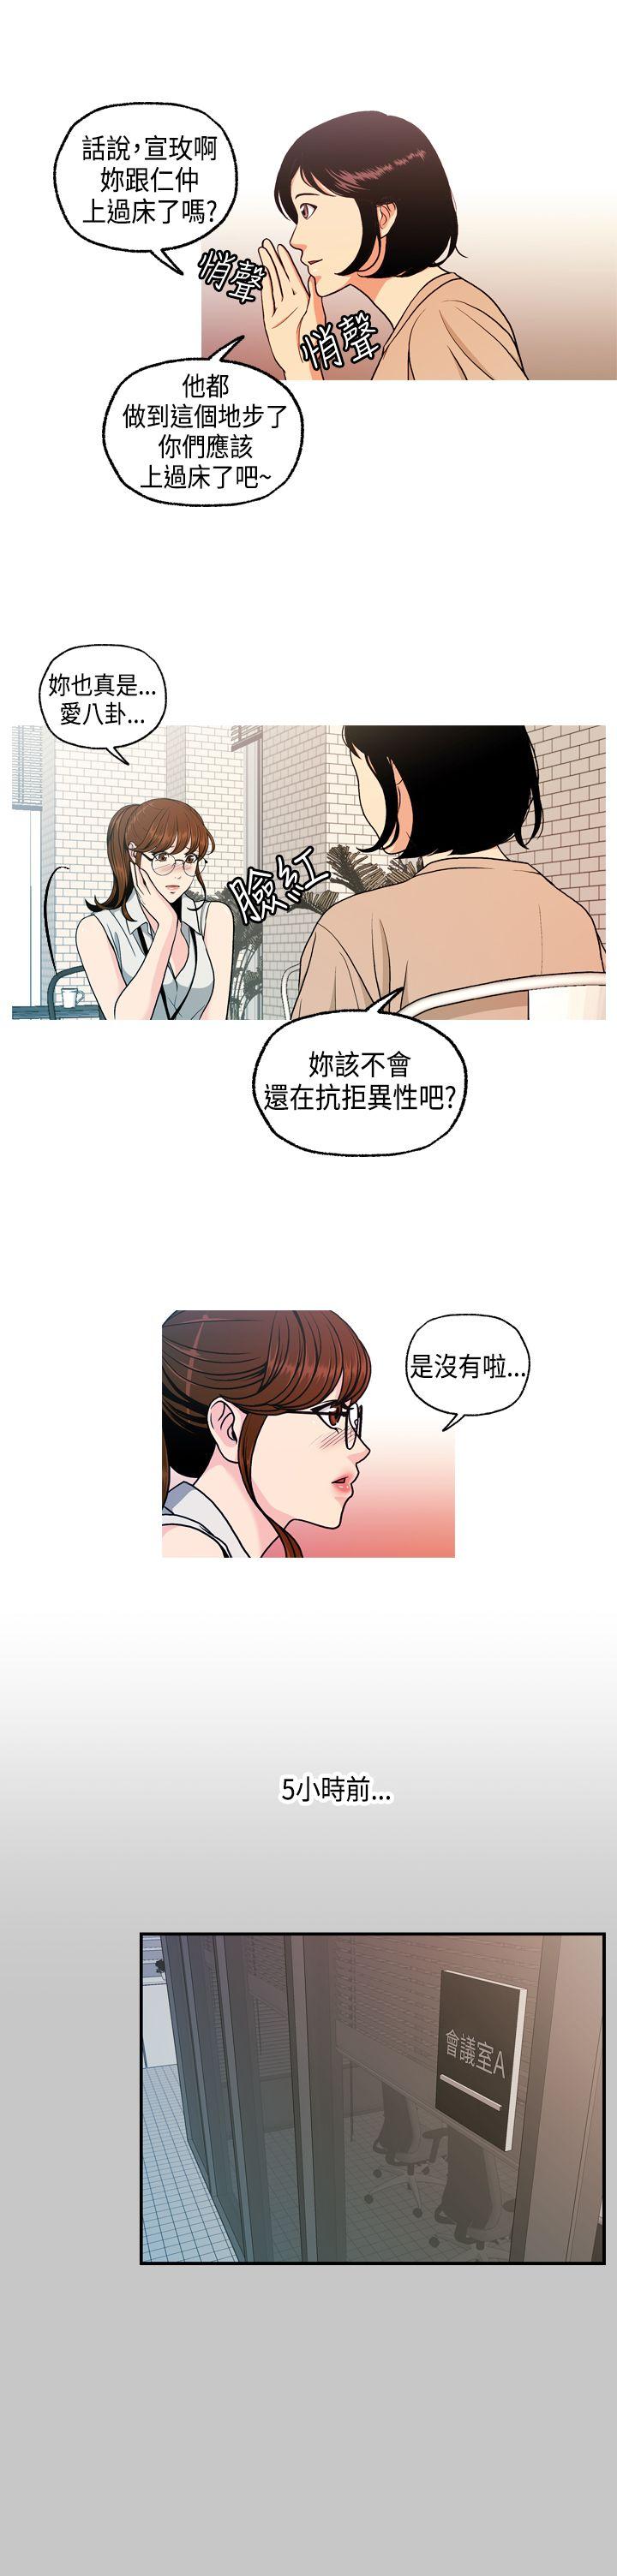 話說，宣玫啊
妳跟仁仲
上過床了嗎?
悄聲
悄聲
他都
做到這個地步了
你們應該
上過床了吧~
妳也真是...
愛八卦...
臉紅
妳該不會
還在抗拒異性吧?
是沒有啦...
5小時前...
會議室A